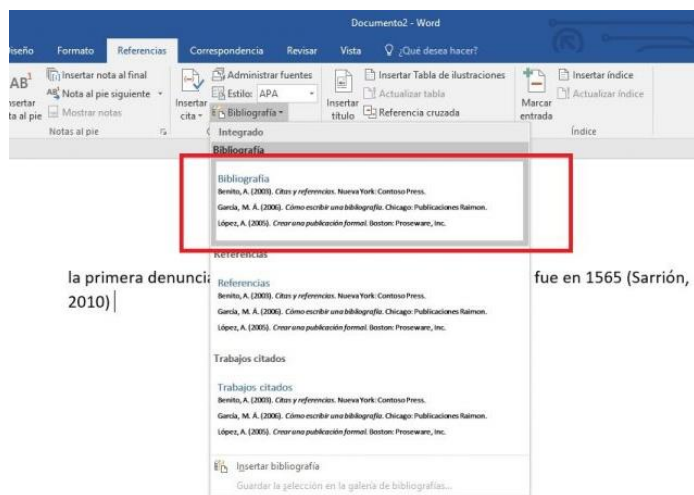 Documento2 - Word
Diseño Formato Referencias Correspondencia Revisar Vista ¿Qué desea hacer?
AB¹ Insertar nota al final Administrar fuentes Insertar Tabla de ilustraciones Insertar índice
Nota al pie siguiente Estilo: APA Actualizar tabla Actualizar índice
Insertar nota al pie Mostrar notas Insertar cita Bibliografía Insertar título Referencia cruzada Marcar entrada
Notas al pie Índice
Integrado
Bibliografía
Bibliografía
Benito, A. (2003). Citas y referencias. Nueva York: Contoso Press.
García, M. Á. (2006). Cómo escribir una bibliografía. Chicago: Publicaciones Raimon.
López, A. (2005). Crear una publicación formal. Boston: Proseware, Inc.
Referencias
la primera denuncia fue en 1565 (Sarrión,
2010)
Referencias
Benito, A. (2003). Citas y referencias. Nueva York: Contoso Press.
García, M. Á. (2006). Cómo escribir una bibliografía. Chicago: Publicaciones Raimon.
López, A. (2005). Crear una publicación formal. Boston: Proseware, Inc.
Trabajos citados
Trabajos citados
Benito, A. (2003). Citas y referencias. Nueva York: Contoso Press.
García, M. Á. (2006). Cómo escribir una bibliografía. Chicago: Publicaciones Raimon.
López, A. (2005). Crear una publicación formal. Boston: Proseware, Inc.
Insertar bibliografía
Guardar la selección en la galería de bibliografías...